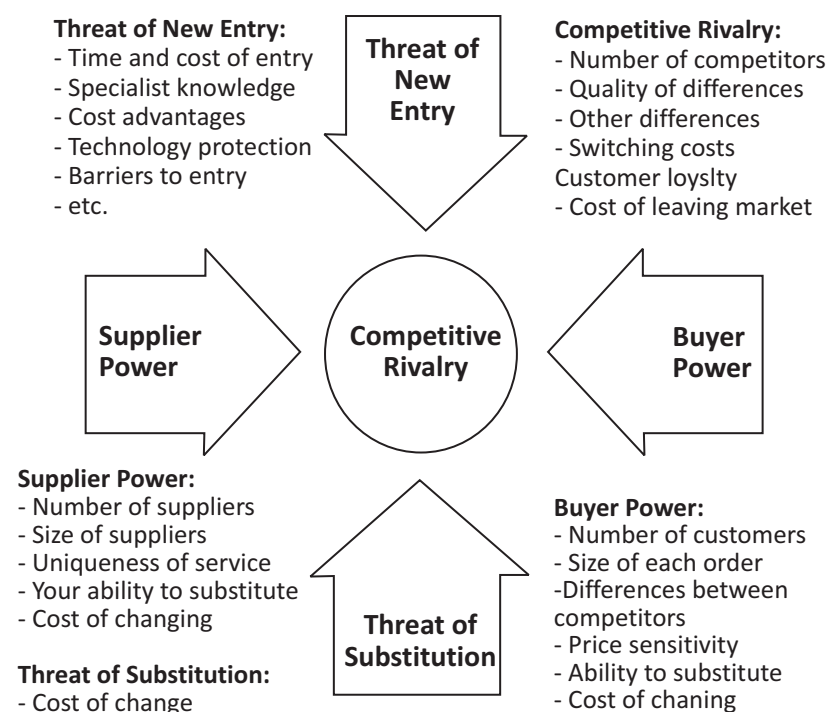 Threat of New Entry:
- Time and cost of entry
- Specialist knowledge
- Cost advantages
- Technology protection
- Barriers to entry
- etc.
Threat of
New
Entry
Competitive Rivalry:
- Number of competitors
- Quality of differences
- Other differences
- Switching costs
Customer loyslty
- Cost of leaving market
Supplier
Power
Competitive
Rivalry
Buyer
Power
Supplier Power:
- Number of suppliers
- Size of suppliers
- Uniqueness of service
- Your ability to substitute
- Cost of changing
Threat of Substitution:
- Cost of change
Threat of
Substitution
Buyer Power:
- Number of customers
- Size of each order
-Differences between
competitors
- Price sensitivity
- Ability to substitute
- Cost of chaning